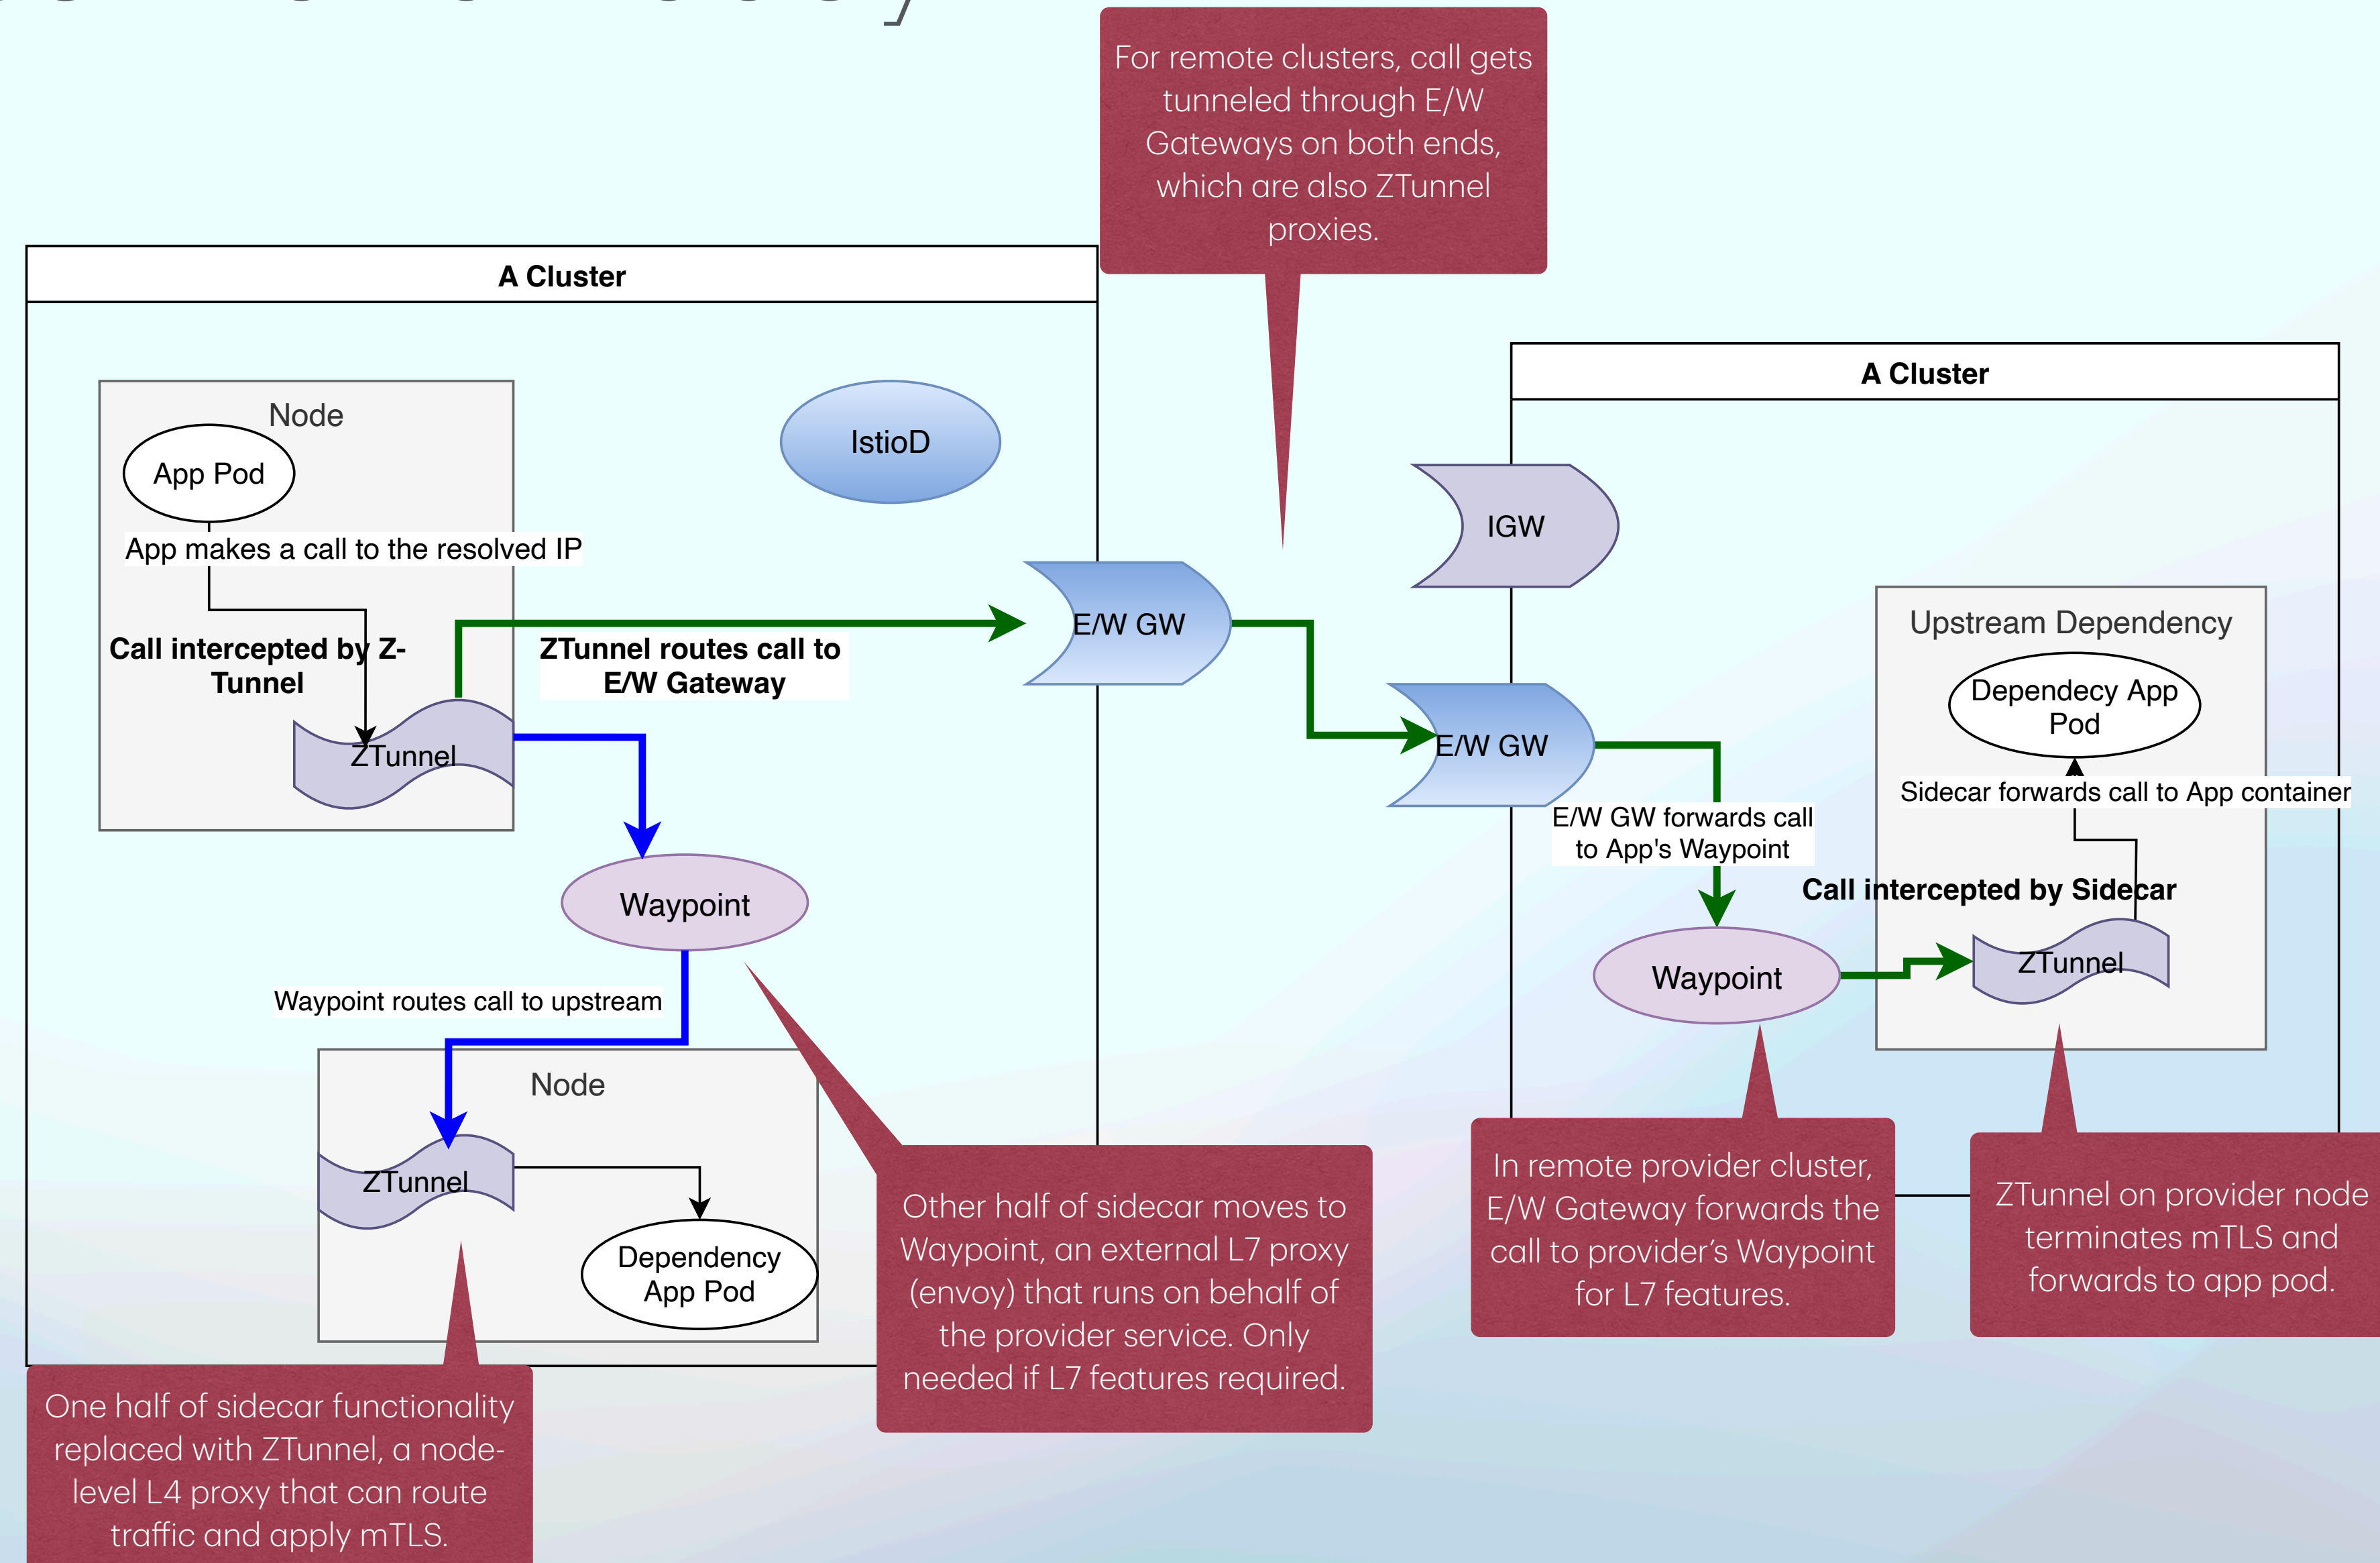 For remote clusters, call gets
tunneled through E/W
Gateways on both ends,
which are also ZTunnel
proxies.
A Cluster
Node
App Pod
App makes a call to the resolved IP
Call intercepted by Z-
Tunnel
ZTunnel
IstioD
ZTunnel routes call to
E/W Gateway
E/W GW
Waypoint
Waypoint routes call to upstream
Node
ZTunnel
Dependency
App Pod
One half of sidecar functionality
replaced with ZTunnel, a node-
level L4 proxy that can route
traffic and apply mTLS.
Other half of sidecar moves to
Waypoint, an external L7 proxy
(envoy) that runs on behalf of
the provider service. Only
needed if L7 features required.
A Cluster
IGW
E/W GW
E/W GW forwards call
to App's Waypoint
Waypoint
Upstream Dependency
Dependecy App
Pod
Sidecar forwards call to App container
Call intercepted by Sidecar
ZTunnel
In remote provider cluster,
E/W Gateway forwards the
call to provider’s Waypoint
for L7 features.
ZTunnel on provider node
terminates mTLS and
forwards to app pod.